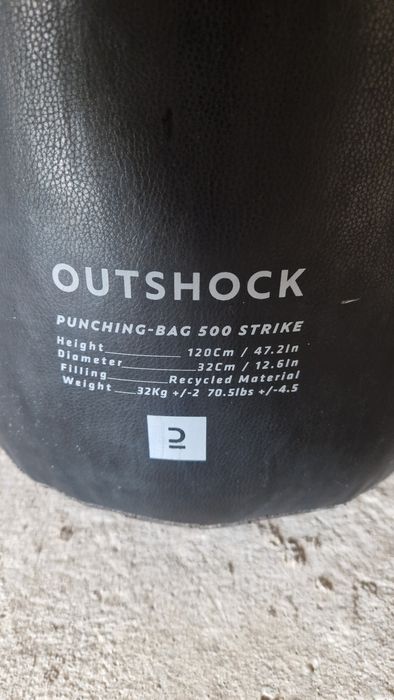 OUTSHOCK
PUNCHING-BAG 500 STRIKE
Height 120Cm / 47.2In
Diameter 32Cm / 12.6In
Filling Recycled Material
Weight 32Kg +/-2 70.5lbs +/-4.5